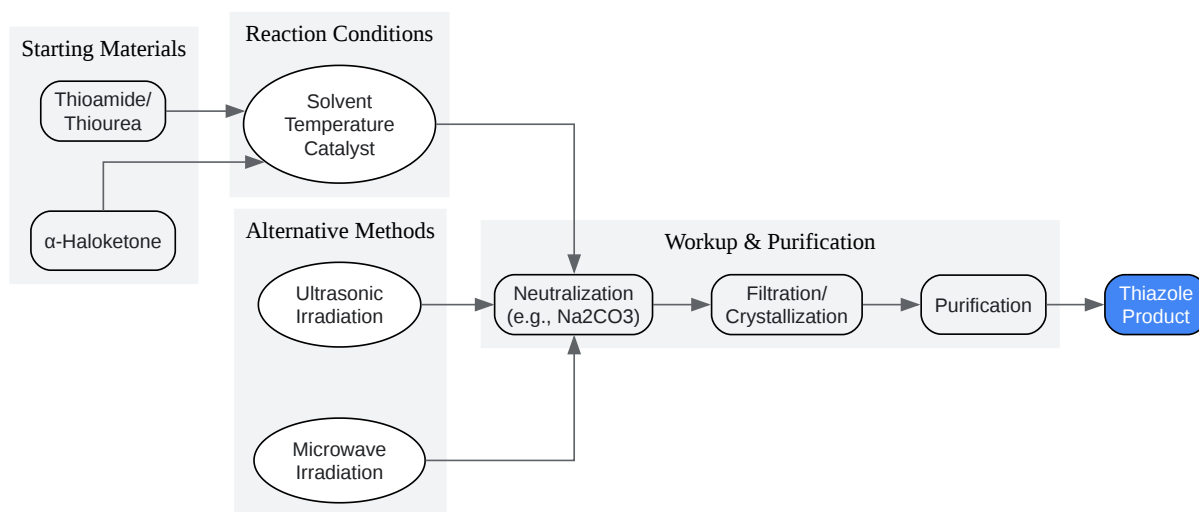 Starting Materials
Thioamide/
Thiourea
α-Haloketone
Reaction Conditions
Solvent
Temperature
Catalyst
Alternative Methods
Ultrasonic
Irradiation
Microwave
Irradiation
Workup & Purification
Neutralization
(e.g., Na2CO3)
Filtration/
Crystallization
Purification
Thiazole
Product